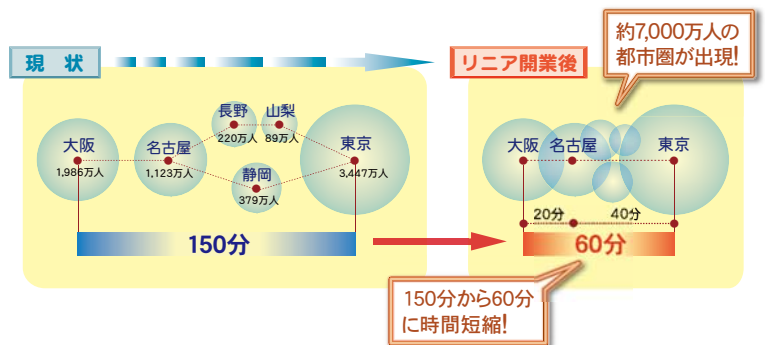 現 状
大阪
1,986万人
名古屋
1,123万人
長野
220万人
山梨
89万人
静岡
379万人
東京
3,447万人
150分
リニア開業後
約7,000万人の
都市圏が出現!
大阪
名古屋
東京
20分
40分
60分
150分から60分
に時間短縮!